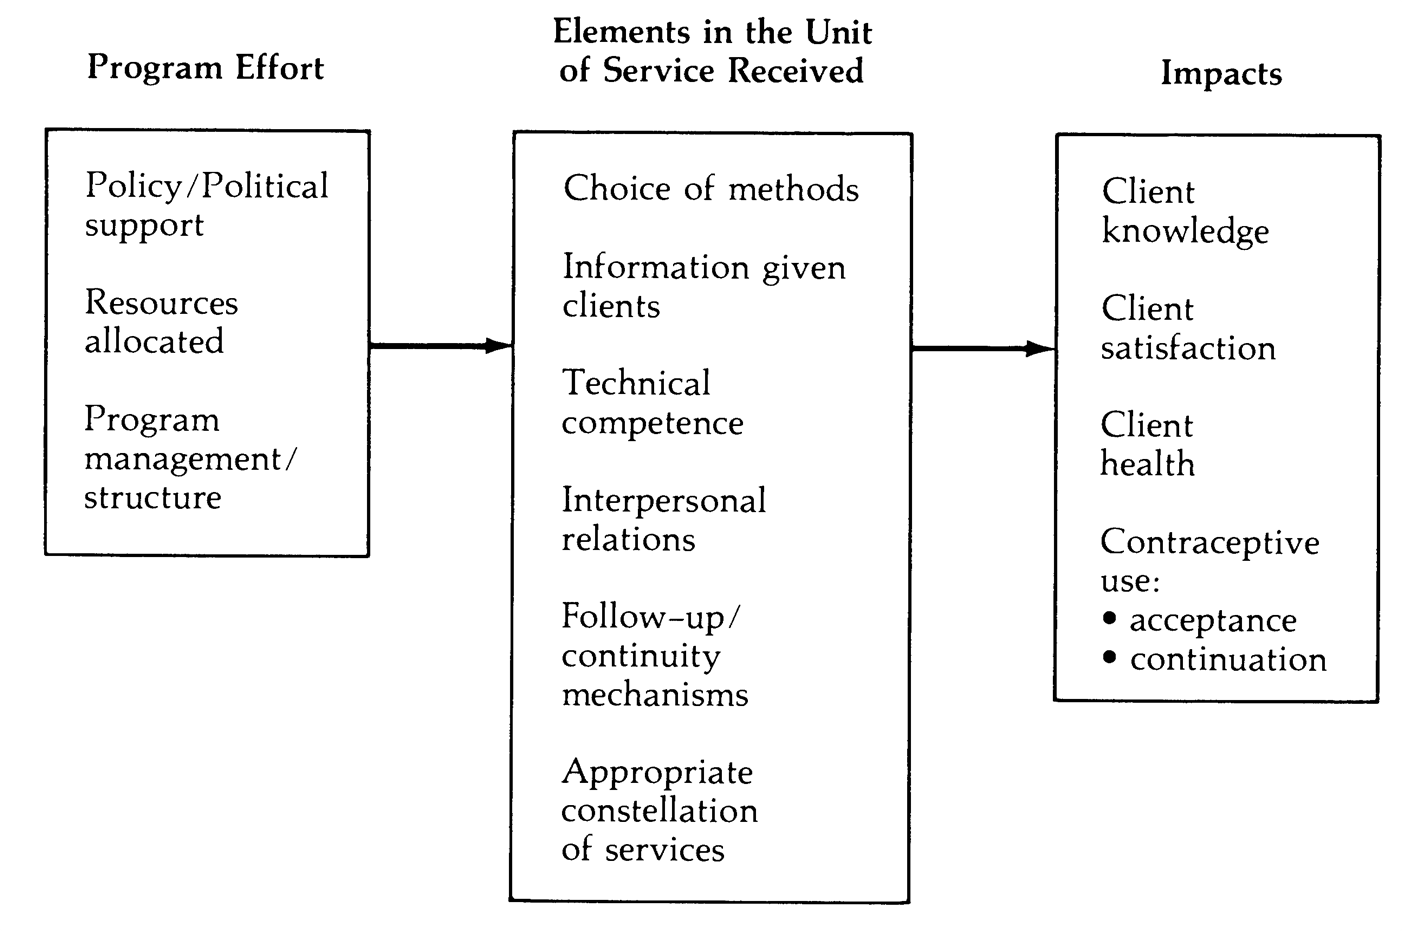 Program Effort
Policy/Political
support
Resources
allocated
Program
management/
structure
Elements in the Unit
of Service Received
Choice of methods
Information given
clients
Technical
competence
Interpersonal
relations
Follow-up/
continuity
mechanisms
Appropriate
constellation
of services
Impacts
Client
knowledge
Client
satisfaction
Client
health
Contraceptive
use:
• acceptance
• continuation